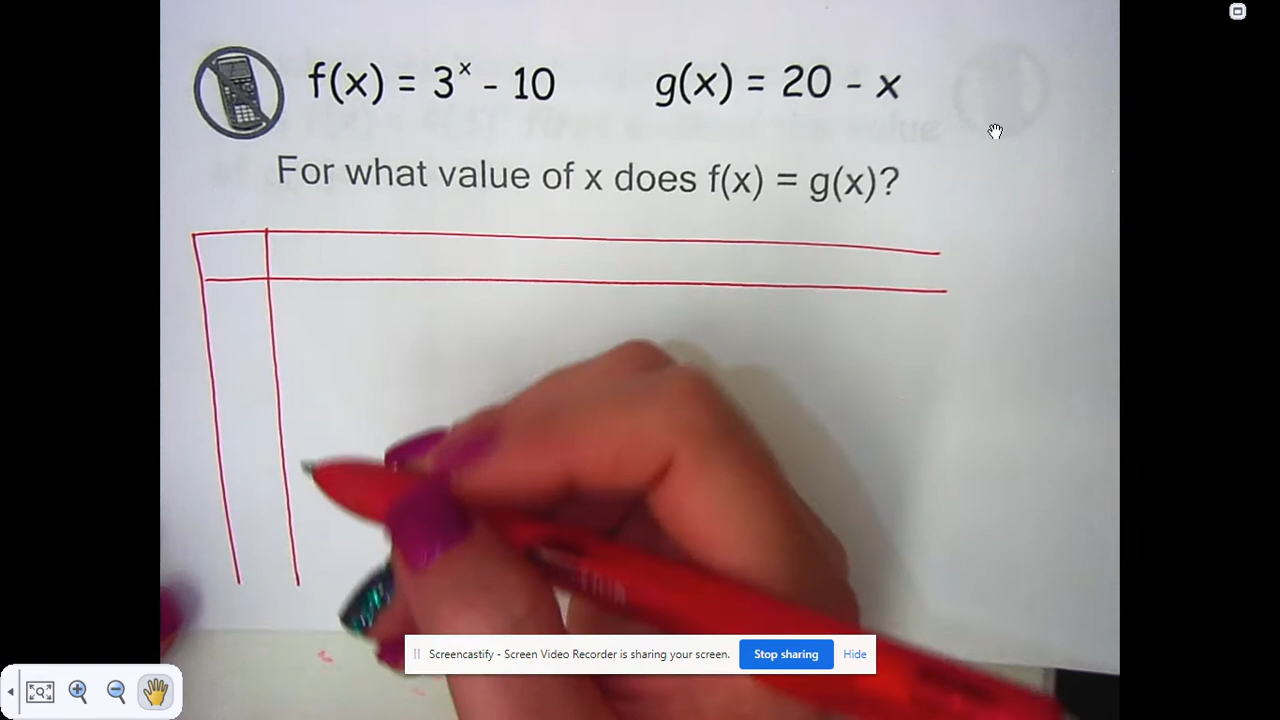 f(x) = 3ˣ - 10 g(x) = 20 - x
For what value of x does f(x) = g(x)?
Screencastify - Screen Video Recorder is sharing your screen. Stop sharing Hide